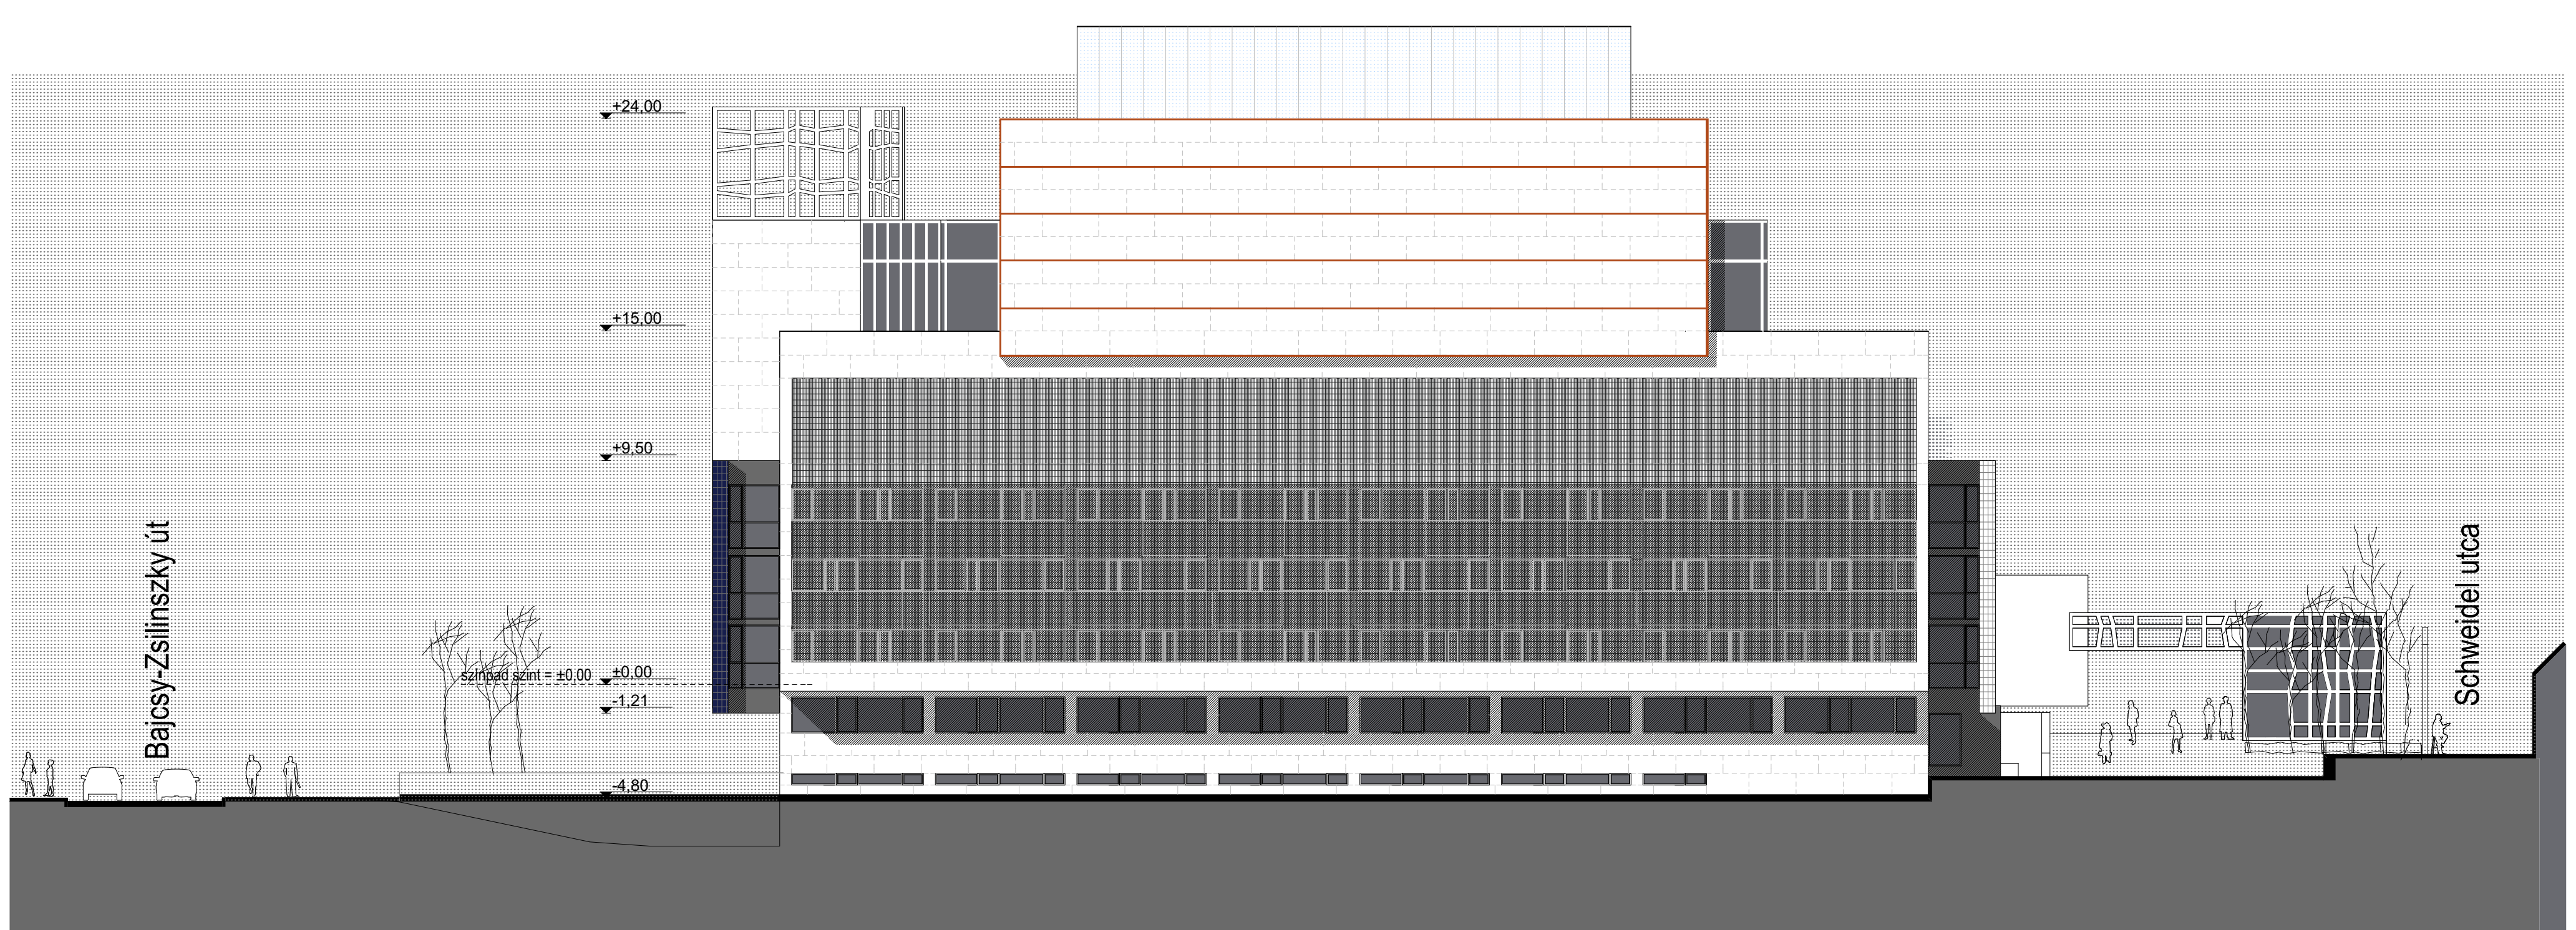 +24,00
+15,00
+9,50
Bajcsy-Zsilinszky út
Schweidel utca
színpad szint = ±0,00
±0,00
-1,21
-4,80